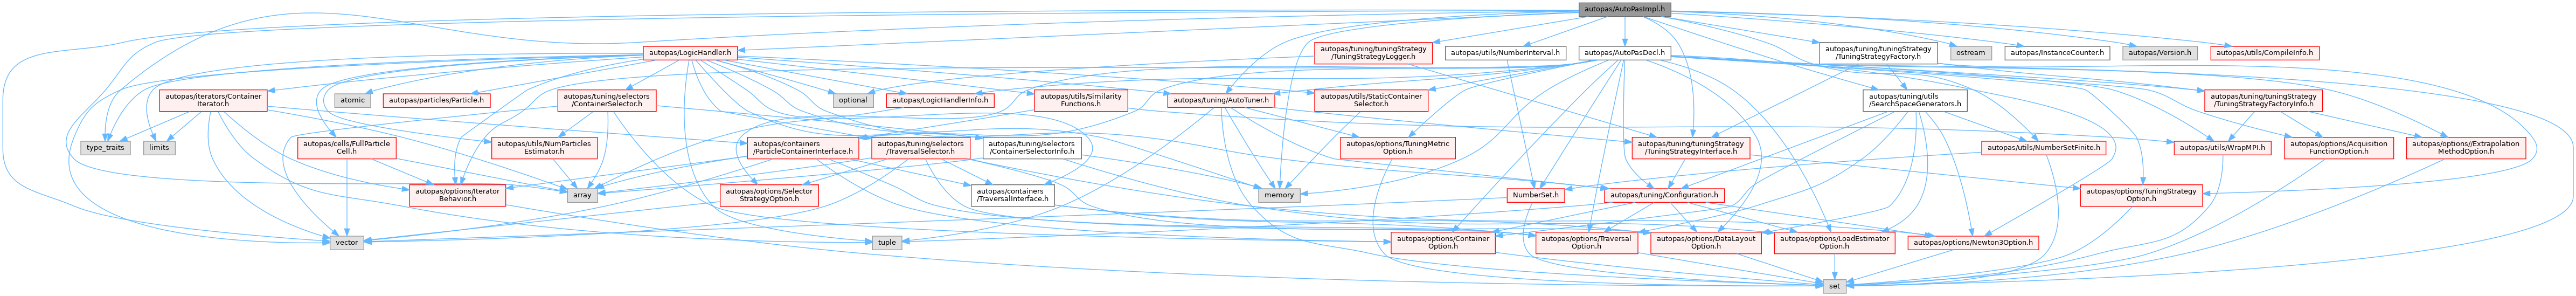 autopas/AutoPasImpl.h
autopas/LogicHandler.h
autopas/tuning/tuningStrategy
/TuningStrategyLogger.h
autopas/utils/NumberInterval.h
autopas/AutoPasDecl.h
autopas/tuning/tuningStrategy
/TuningStrategyFactory.h
ostream
autopas/InstanceCounter.h
autopas/Version.h
autopas/utils/CompileInfo.h
autopas/iterators/Container
Iterator.h
atomic
autopas/particles/Particle.h
autopas/tuning/selectors
/ContainerSelector.h
optional
autopas/LogicHandlerInfo.h
autopas/utils/Similarity
Functions.h
autopas/tuning/AutoTuner.h
autopas/utils/StaticContainer
Selector.h
autopas/tuning/utils
/SearchSpaceGenerators.h
autopas/tuning/tuningStrategy
/TuningStrategyFactoryInfo.h
type_traits
limits
autopas/cells/FullParticle
Cell.h
autopas/utils/NumParticles
Estimator.h
autopas/containers
/ParticleContainerInterface.h
autopas/tuning/selectors
/TraversalSelector.h
autopas/tuning/selectors
/ContainerSelectorInfo.h
autopas/options/TuningMetric
Option.h
autopas/tuning/tuningStrategy
/TuningStrategyInterface.h
autopas/utils/NumberSetFinite.h
autopas/utils/WrapMPI.h
autopas/options/Acquisition
FunctionOption.h
autopas/options//Extrapolation
MethodOption.h
autopas/options/Iterator
Behavior.h
array
autopas/options/Selector
StrategyOption.h
autopas/containers
/TraversalInterface.h
memory
NumberSet.h
autopas/tuning/Configuration.h
autopas/options/TuningStrategy
Option.h
vector
tuple
autopas/options/Container
Option.h
autopas/options/Traversal
Option.h
autopas/options/DataLayout
Option.h
autopas/options/LoadEstimator
Option.h
autopas/options/Newton3Option.h
set